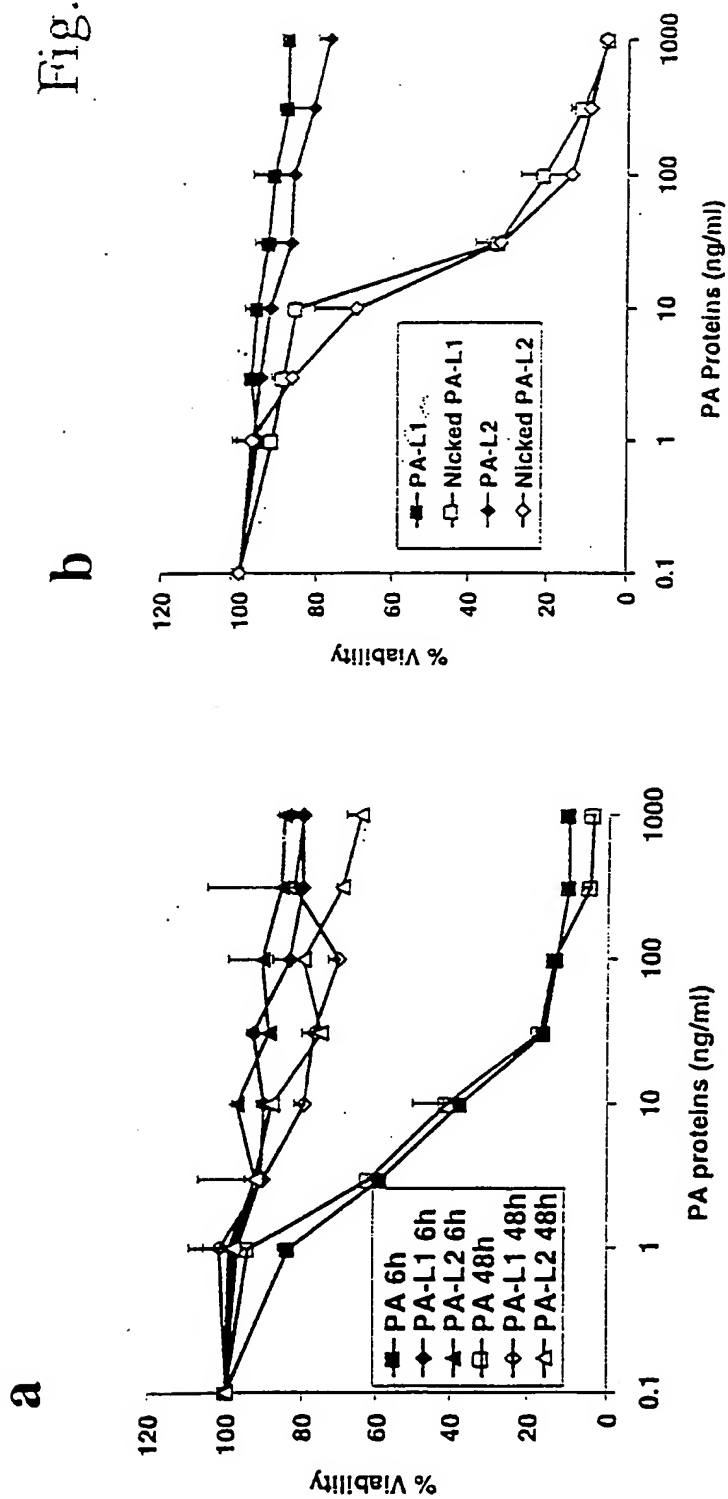 a
120
100
80
60
40
20
0
% Viability
0.1
1
10
100
1000
PA proteins (ng/ml)
PA 6h
PA-L1 6h
PA-L2 6h
PA 48h
PA-L1 48h
PA-L2 48h
b
Fig.
120
100
80
60
40
20
0
% Viability
0.1
1
10
100
1000
PA Proteins (ng/ml)
PA-L1
Nicked PA-L1
PA-L2
Nicked PA-L2